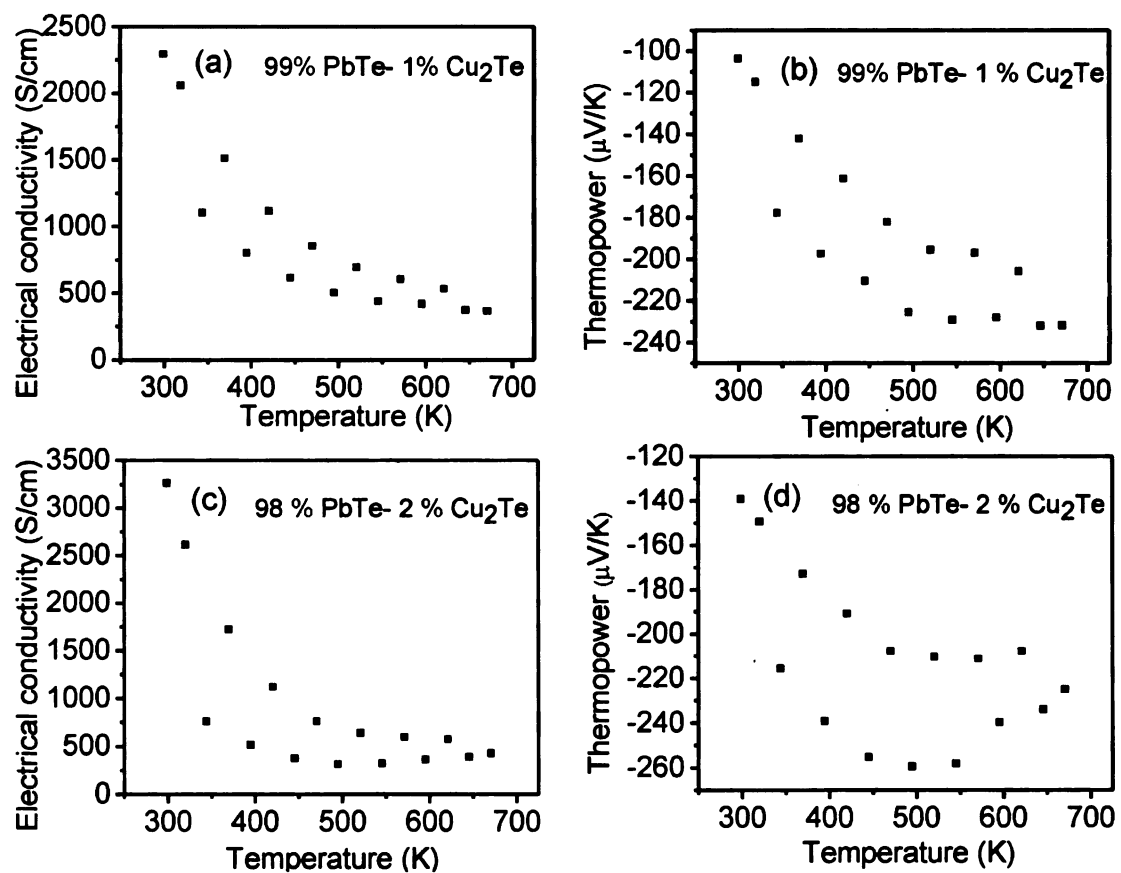 2500
2000
1500
1000
500
0
Electrical conductivity (S/cm)
(a) 99% PbTe- 1% Cu2Te
300 400 500 600 700
Temperature (K)
-100
-120
-140
-160
-180
-200
-220
-240
Thermopower (μV/K)
(b) 99% PbTe- 1 % Cu2Te
300 400 500 600 700
Temperature (K)
3500
3000
2500
2000
1500
1000
500
0
Electrical conductivity (S/cm)
(c) 98 % PbTe- 2 % Cu2Te
300 400 500 600 700
Temperature (K)
-120
-140
-160
-180
-200
-220
-240
-260
Thermopower (μV/K)
(d) 98 % PbTe- 2 % Cu2Te
300 400 500 600 700
Temperature (K)